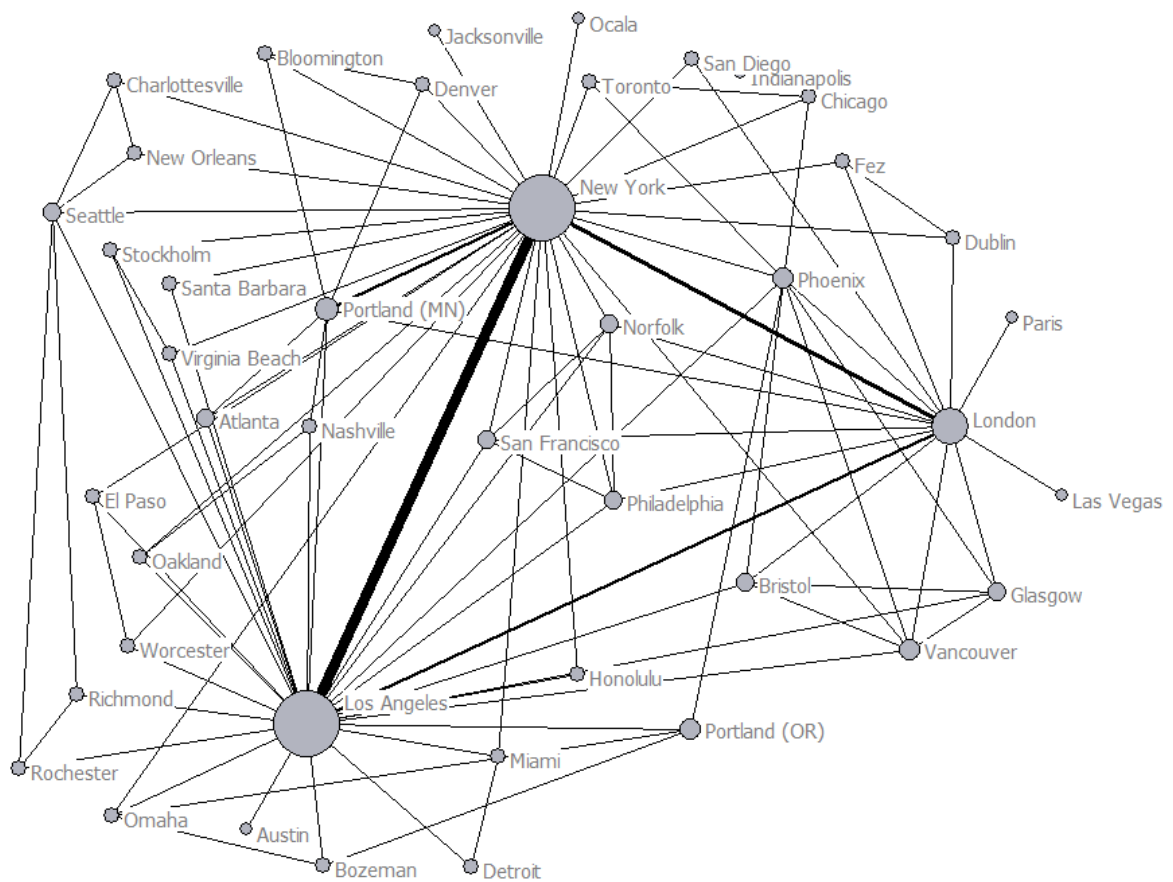 Ocala
Jacksonville
Bloomington
San Diego
Indianapolis
Charlottesville
Denver
Toronto
Chicago
New Orleans
Fez
New York
Seattle
Dublin
Stockholm
Phoenix
Santa Barbara
Portland (MN)
Norfolk
Paris
Virginia Beach
Atlanta
Nashville
London
San Francisco
El Paso
Philadelphia
Las Vegas
Oakland
Bristol
Glasgow
Worcester
Vancouver
Honolulu
Richmond
Los Angeles
Portland (OR)
Miami
Rochester
Omaha
Austin
Bozeman
Detroit